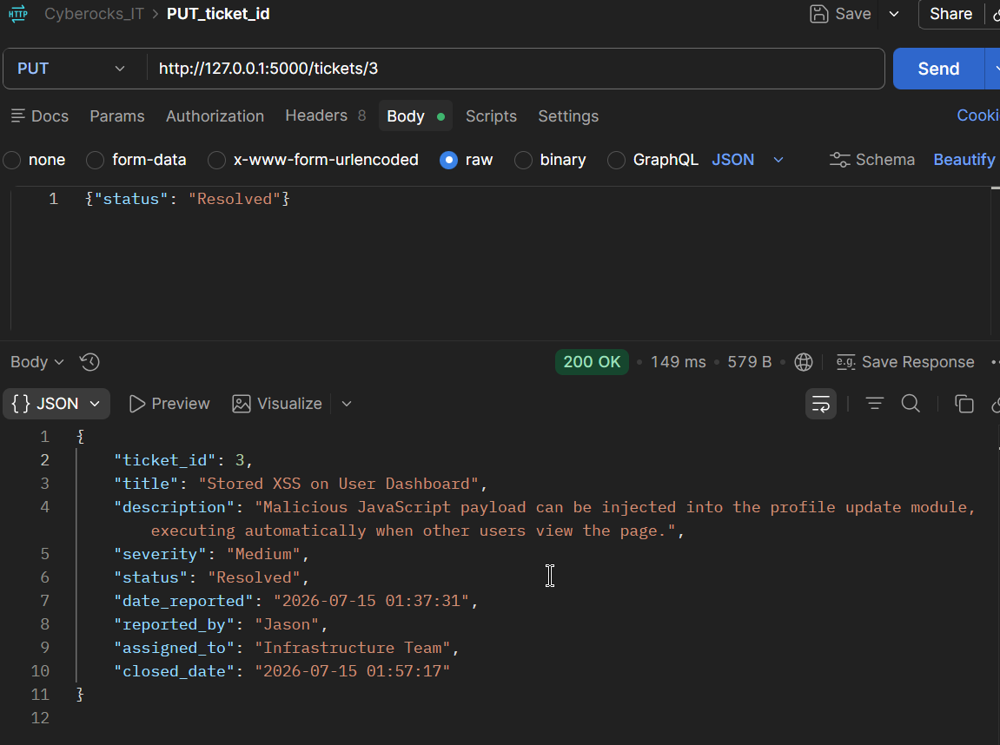 HTTP Cyberocks_IT > PUT_ticket_id Save Share
PUT http://127.0.0.1:5000/tickets/3 Send
Docs Params Authorization Headers 8 Body Scripts Settings Cooki
none form-data x-www-form-urlencoded raw binary GraphQL JSON Schema Beautify
1 {"status": "Resolved"}
Body 200 OK • 149 ms • 579 B • e.g. Save Response
{} JSON Preview Visualize
1 {
2 "ticket_id": 3,
3 "title": "Stored XSS on User Dashboard",
4 "description": "Malicious JavaScript payload can be injected into the profile update module,
executing automatically when other users view the page.",
5 "severity": "Medium",
6 "status": "Resolved",
7 "date_reported": "2026-07-15 01:37:31",
8 "reported_by": "Jason",
9 "assigned_to": "Infrastructure Team",
10 "closed_date": "2026-07-15 01:57:17"
11 }
12